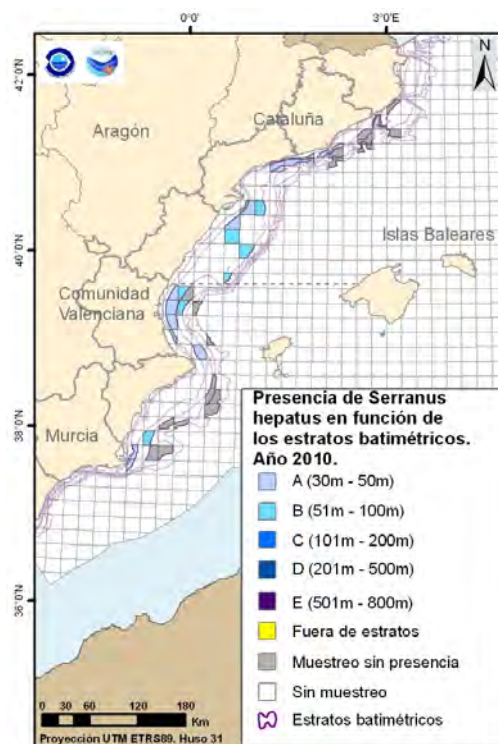 0°0'
3°0'E
42°0'N
40°0'N
38°0'N
36°0'N
N
Aragón
Cataluña
Islas Baleares
Comunidad
Valenciana
Murcia
Presencia de Serranus
hepatus en función de
los estratos batimétricos.
Año 2010.
A (30m - 50m)
B (51m - 100m)
C (101m - 200m)
D (201m - 500m)
E (501m - 800m)
Fuera de estratos
Muestreo sin presencia
Sin muestreo
Estratos batimétricos
0 30 60 120 180
Km
Proyección UTM ETRS89. Huso 31